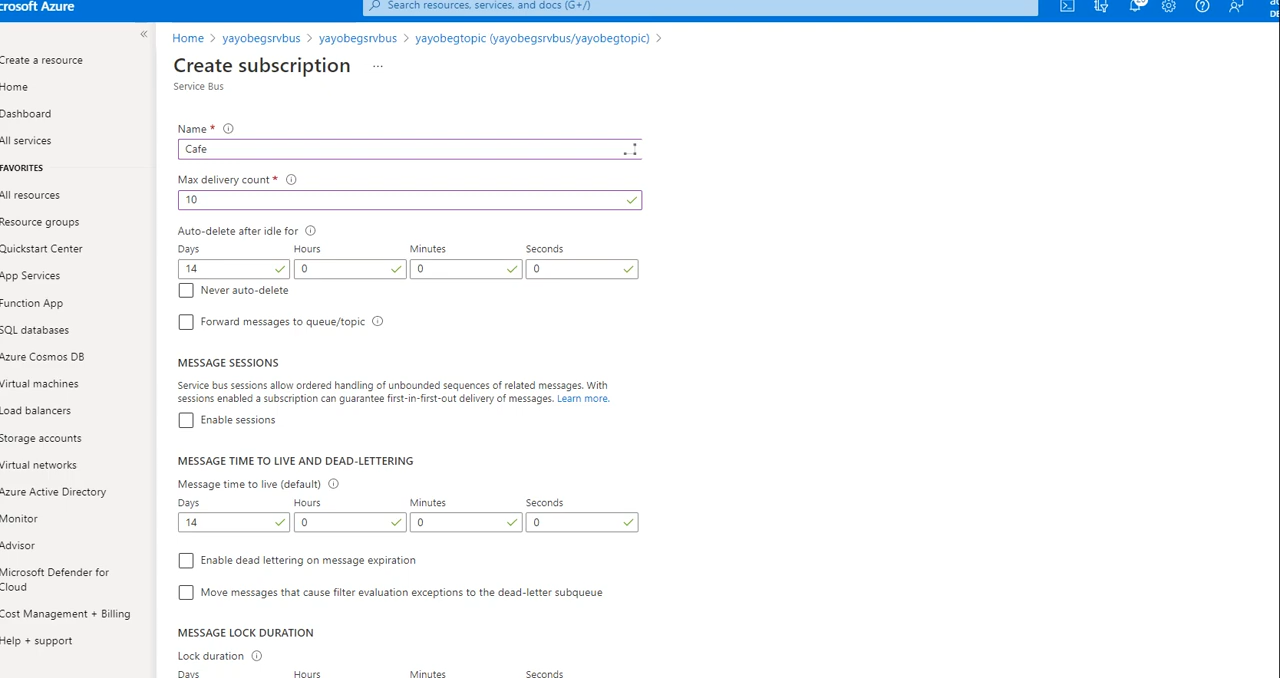 crosoft Azure
Search resources, services, and docs (G+/)
Create a resource
Home
Dashboard
All services
FAVORITES
All resources
Resource groups
Quickstart Center
App Services
Function App
SQL databases
Azure Cosmos DB
Virtual machines
Load balancers
Storage accounts
Virtual networks
Azure Active Directory
Monitor
Advisor
Microsoft Defender for
Cloud
Cost Management + Billing
Help + support
Home > yayobegsrvbus > yayobegsrvbus > yayobegtopic (yayobegsrvbus/yayobegtopic) >
Create subscription ...
Service Bus
Name *
Cafe
Max delivery count *
10
Auto-delete after idle for
Days Hours Minutes Seconds
14 0 0 0
Never auto-delete
Forward messages to queue/topic
MESSAGE SESSIONS
Service bus sessions allow ordered handling of unbounded sequences of related messages. With
sessions enabled a subscription can guarantee first-in-first-out delivery of messages. Learn more.
Enable sessions
MESSAGE TIME TO LIVE AND DEAD-LETTERING
Message time to live (default)
Days Hours Minutes Seconds
14 0 0 0
Enable dead lettering on message expiration
Move messages that cause filter evaluation exceptions to the dead-letter subqueue
MESSAGE LOCK DURATION
Lock duration
Days Hours Minutes Seconds